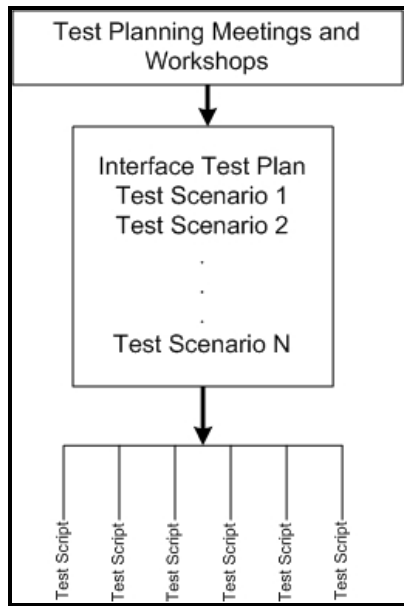 Test Planning Meetings and
Workshops
Interface Test Plan
Test Scenario 1
Test Scenario 2
.
.
.
Test Scenario N
Test Script
Test Script
Test Script
Test Script
Test Script
Test Script